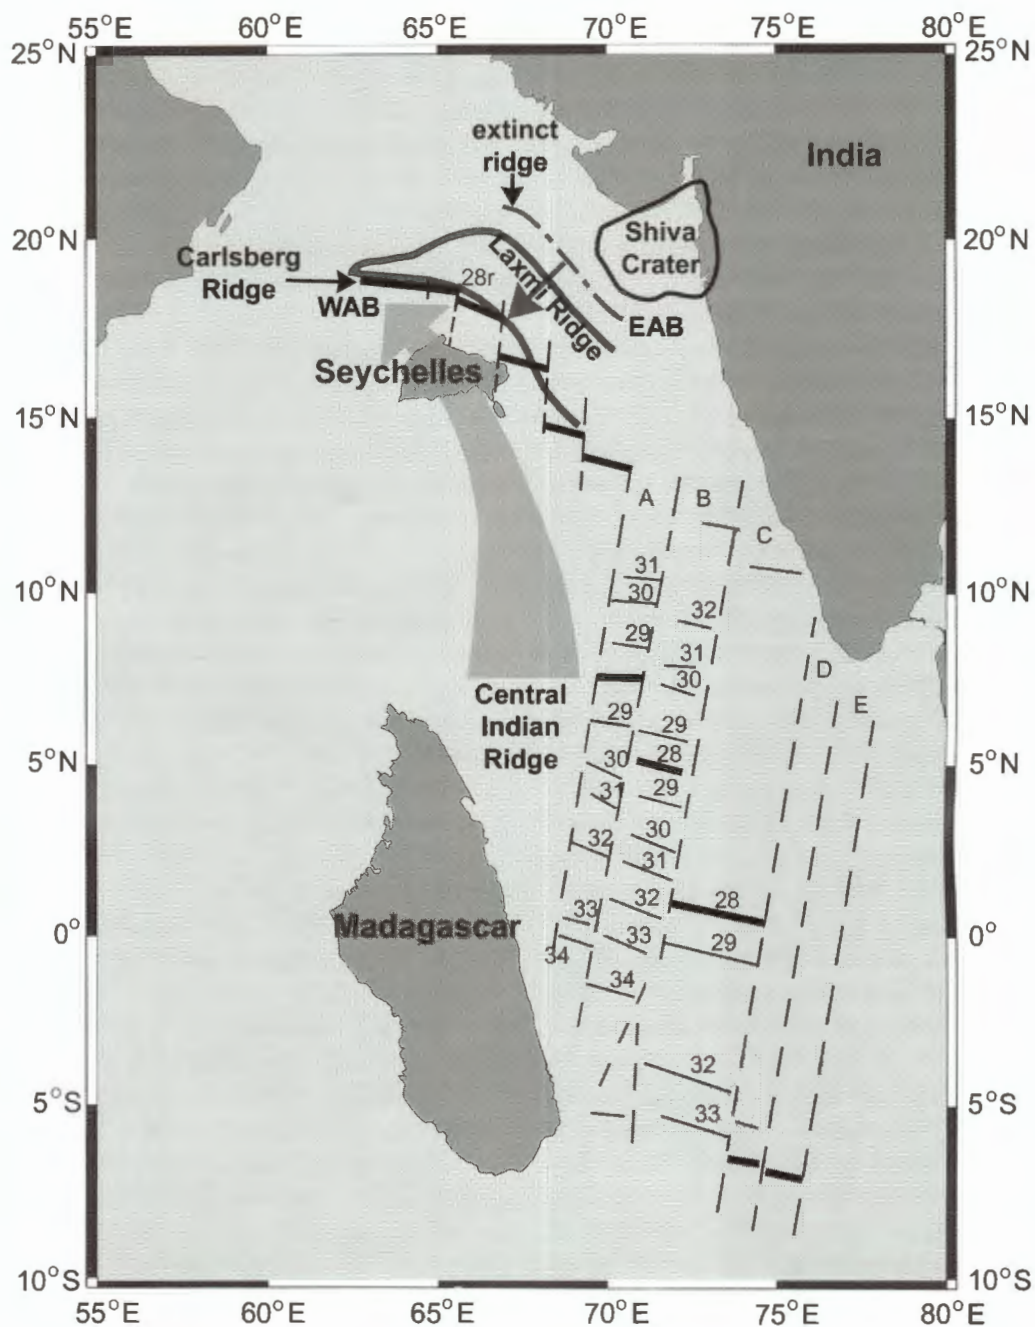 55°E 60°E 65°E 70°E 75°E 80°E
25°N 25°N
extinct
ridge
India
Shiva
Crater
20°N 20°N
Carlsberg
Ridge
28r
Laxmi Ridge
WAB
EAB
Seychelles
15°N 15°N
A B
C
31
10°N 30 10°N
32
29
31
D
30
E
Central
Indian
Ridge
29
29
5°N 30 28 5°N
31 29
30
32
31
28
32
33
Madagascar
0° 33 29 0°
34
34
32
5°S 5°S
33
10°S 10°S
55°E 60°E 65°E 70°E 75°E 80°E